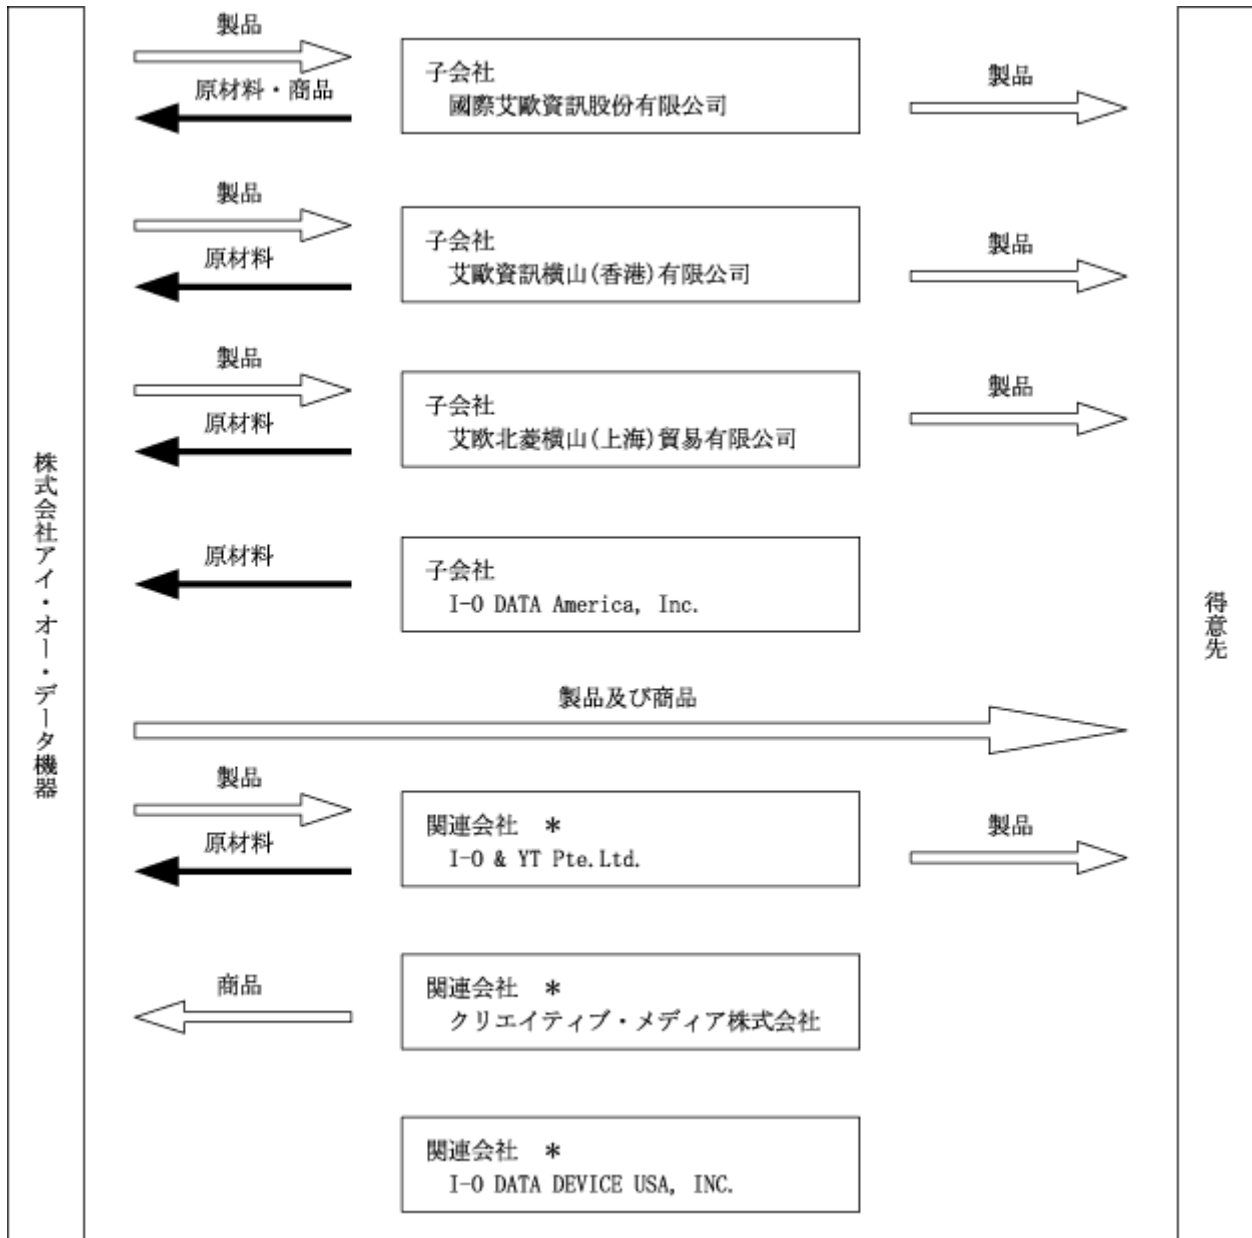 株式会社アイ・オー・データ機器
製品
原材料・商品
子会社
國際艾歐資訊股份有限公司
製品
製品
原材料
子会社
艾歐資訊横山(香港)有限公司
製品
製品
原材料
子会社
艾欧北菱横山(上海)貿易有限公司
製品
原材料
子会社
I-O DATA America, Inc.
製品及び商品
製品
原材料
関連会社 *
I-O & YT Pte.Ltd.
製品
商品
関連会社 *
クリエイティブ・メディア株式会社
関連会社 *
I-O DATA DEVICE USA, INC.
得意先